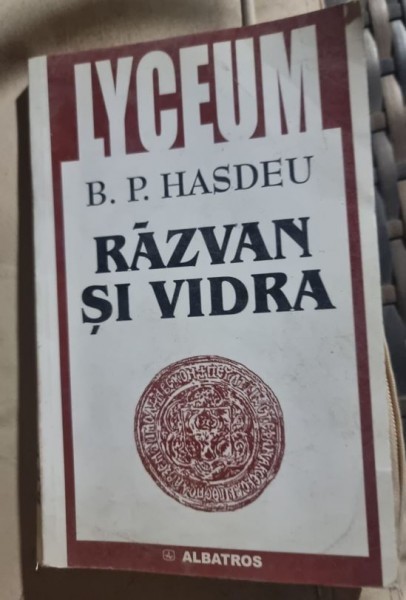 LYCEUM
B. P. HASDEU
RĂZVAN
ȘI VIDRA
ALBATROS